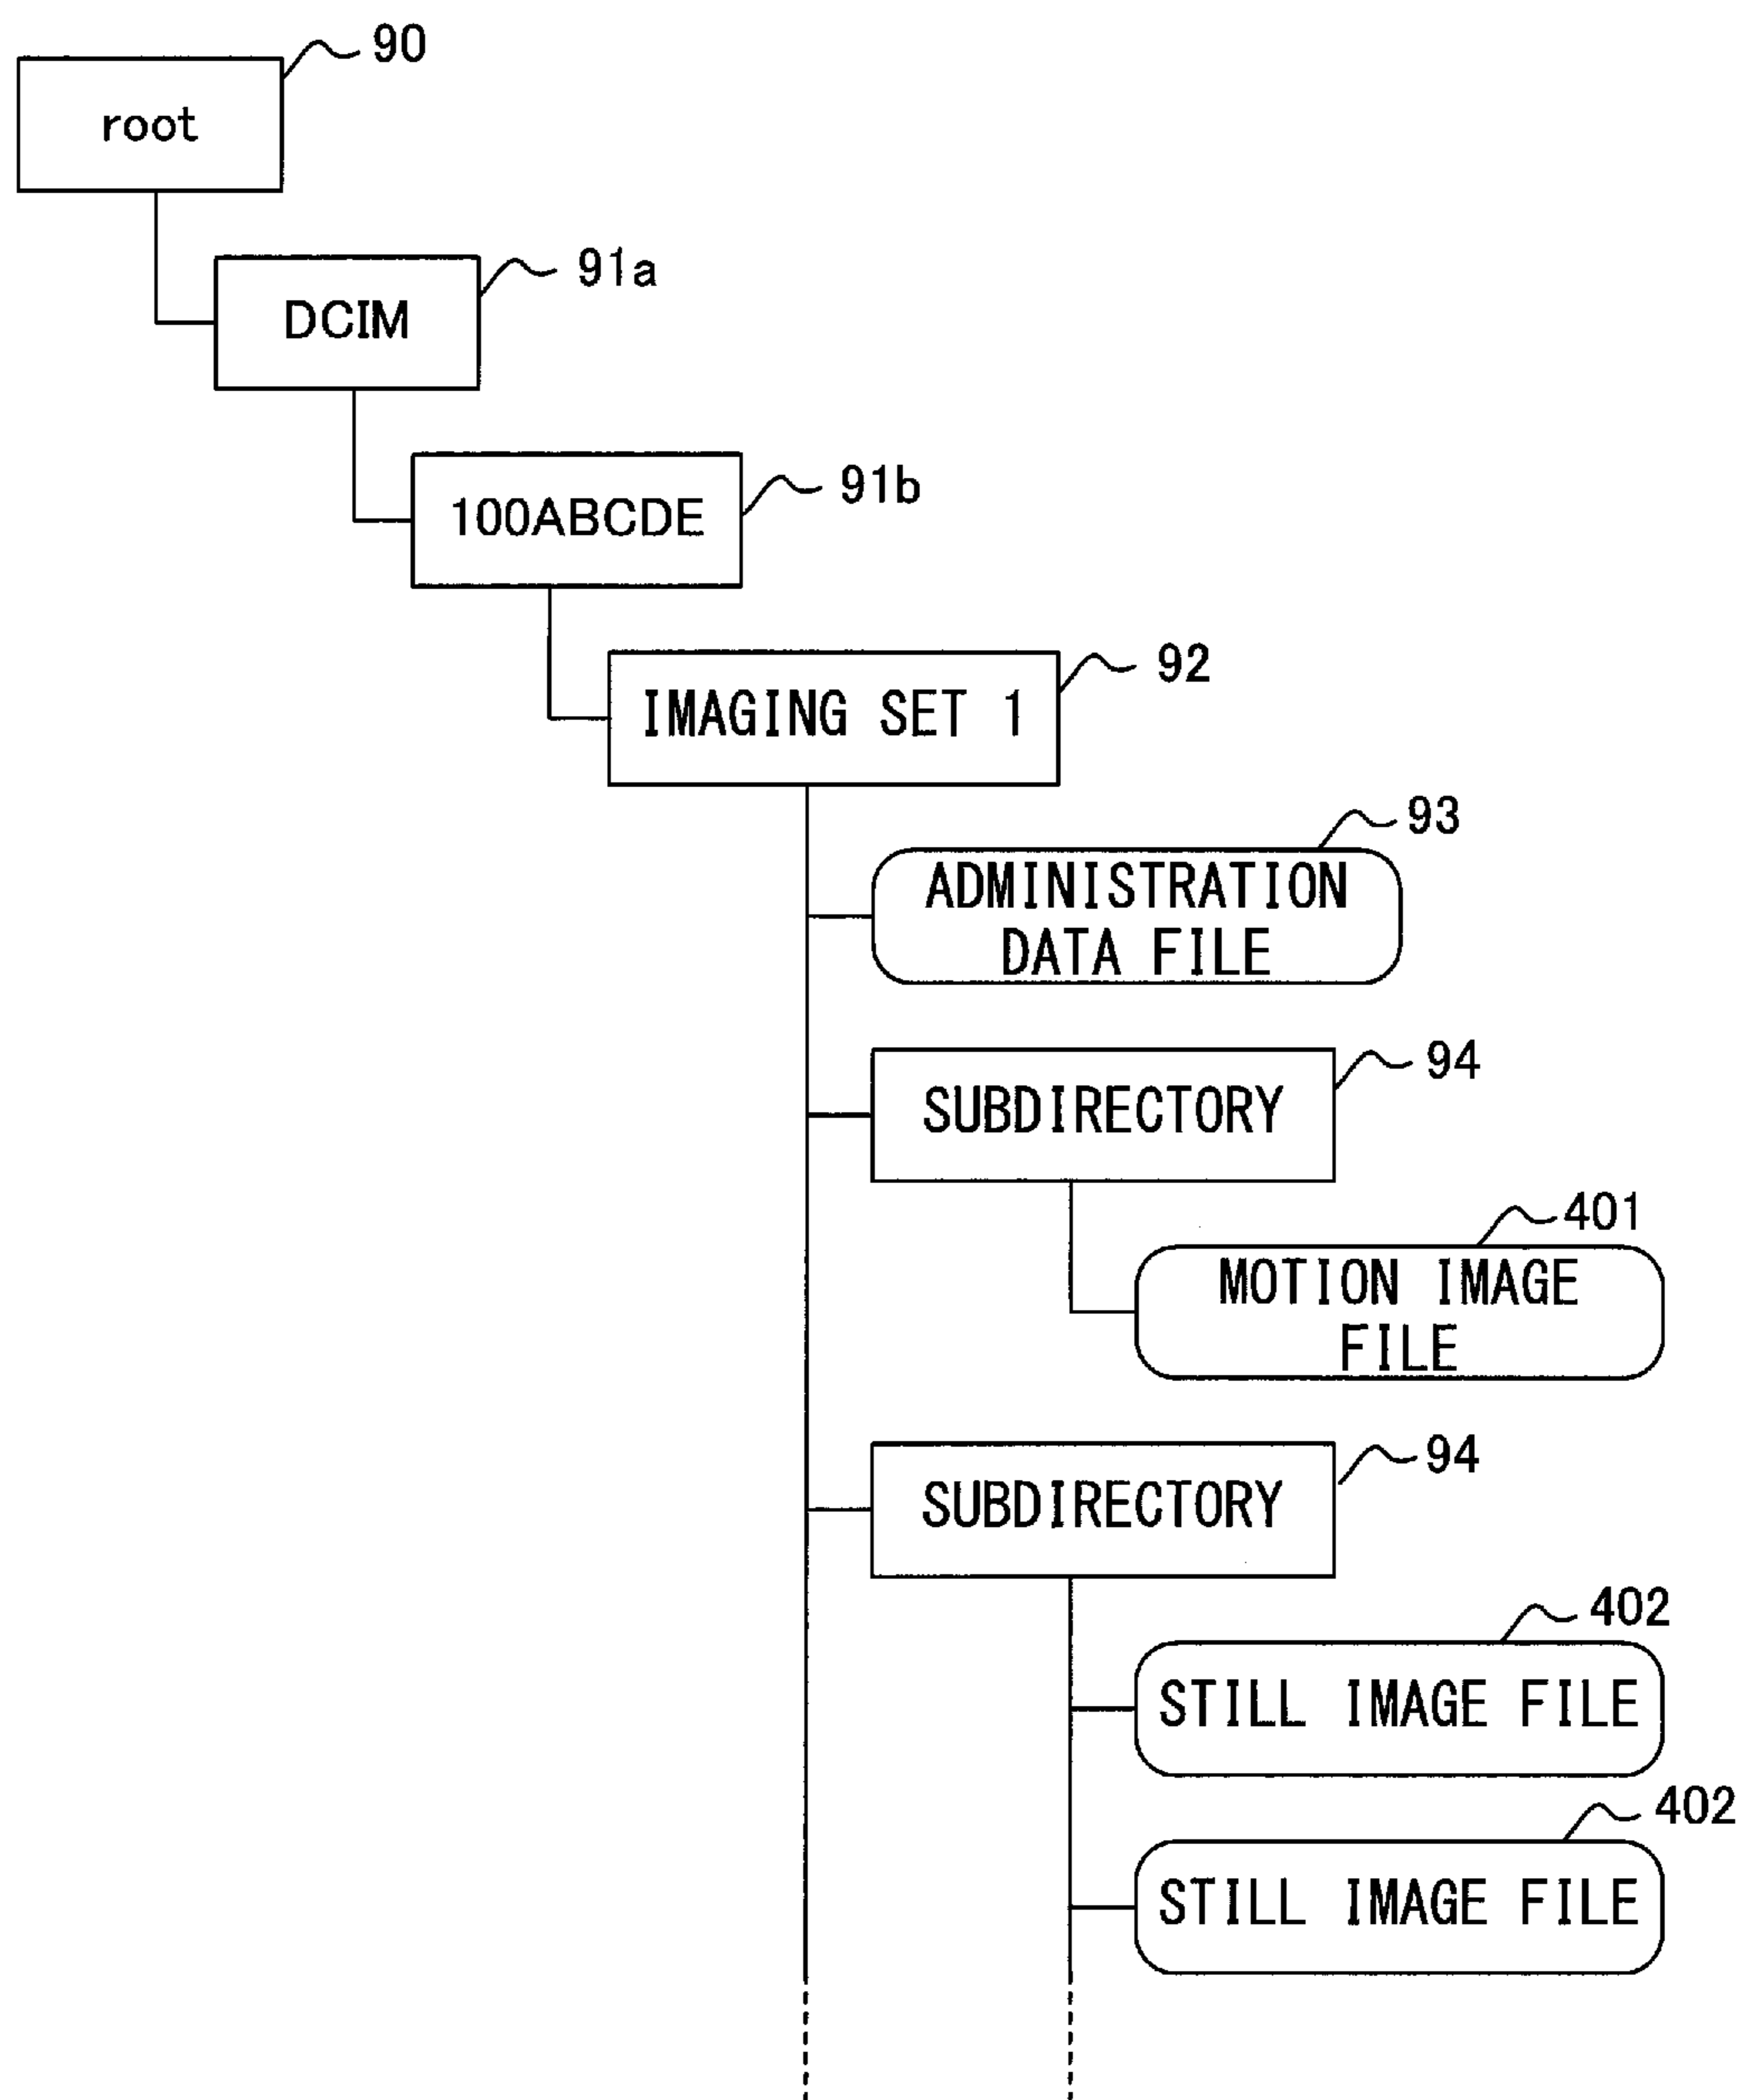 90
root
91a
DCIM
91b
100ABCDE
92
IMAGING SET 1
93
ADMINISTRATION
DATA FILE
94
SUBDIRECTORY
401
MOTION IMAGE
FILE
94
SUBDIRECTORY
402
STILL IMAGE FILE
402
STILL IMAGE FILE